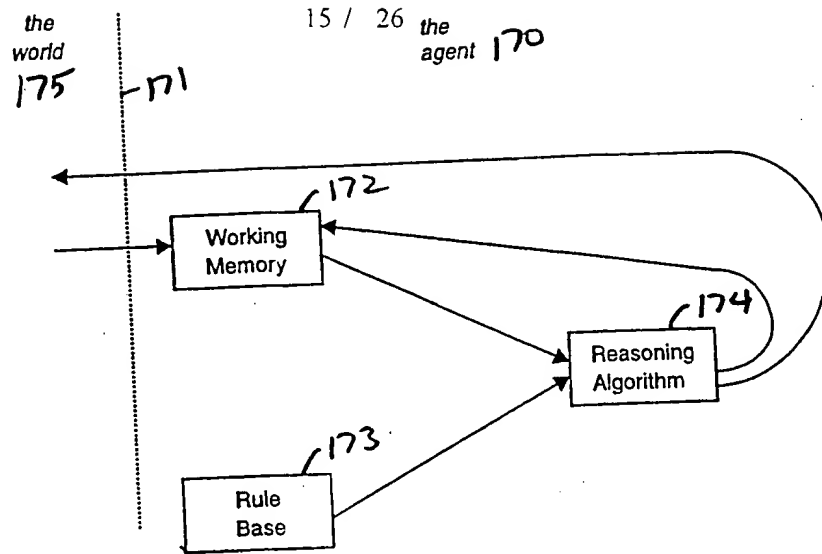 15 / 26
the
world
175
171
the
agent 170
172
Working
Memory
174
Reasoning
Algorithm
173
Rule
Base